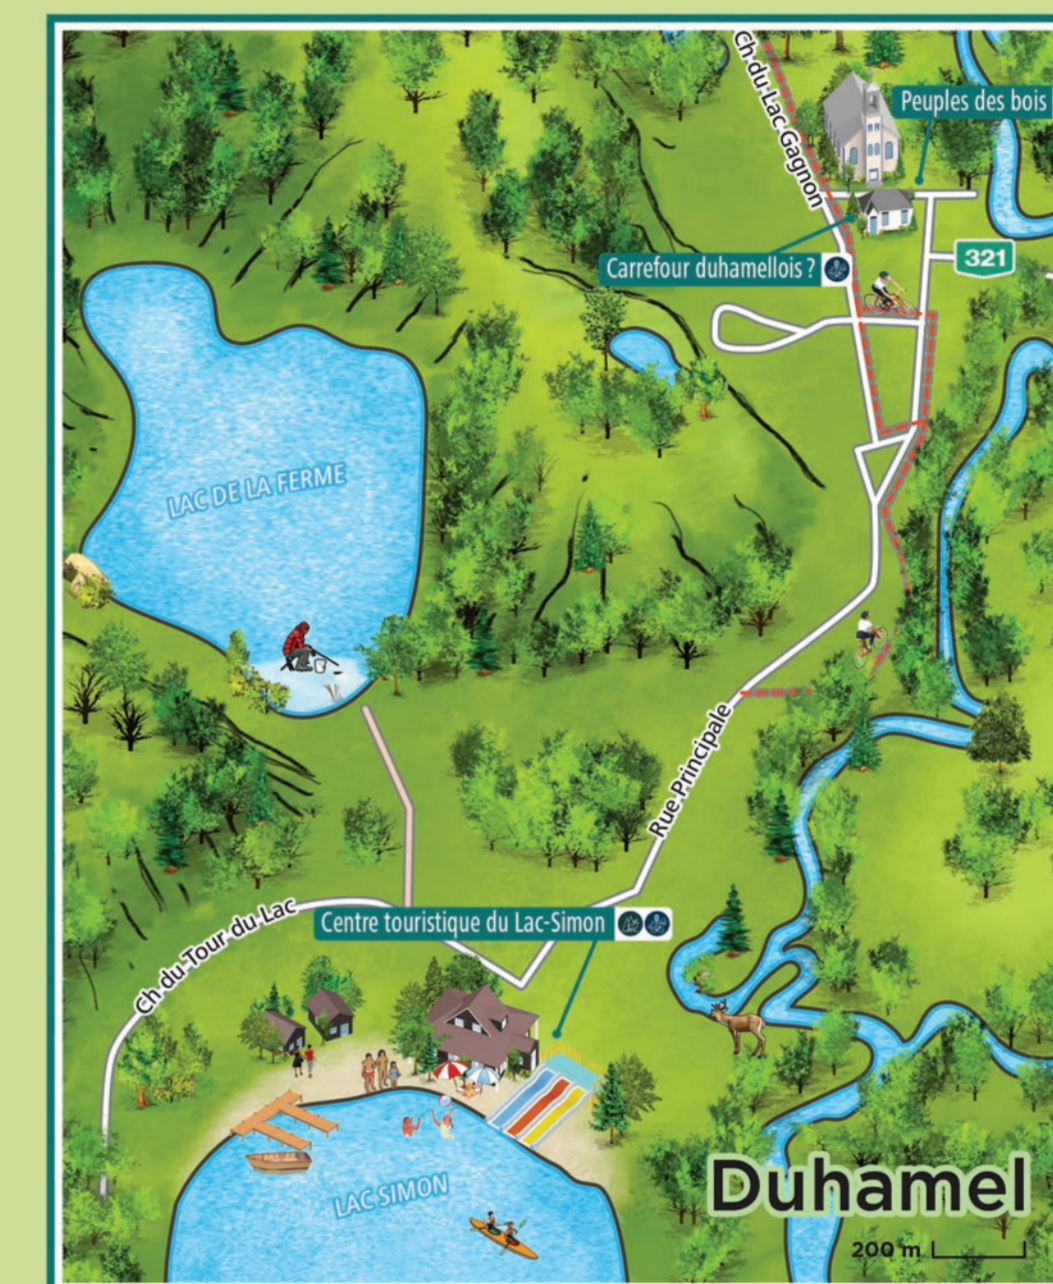 Ch du Lac Gagnon
Peuples des bois
Carrefour duhamellois ?
321
LAC DE LA FERME
Rue Principale
Centre touristique du Lac-Simon
Ch du Tour du Lac
LAC SIMON
Duhamel
200 m